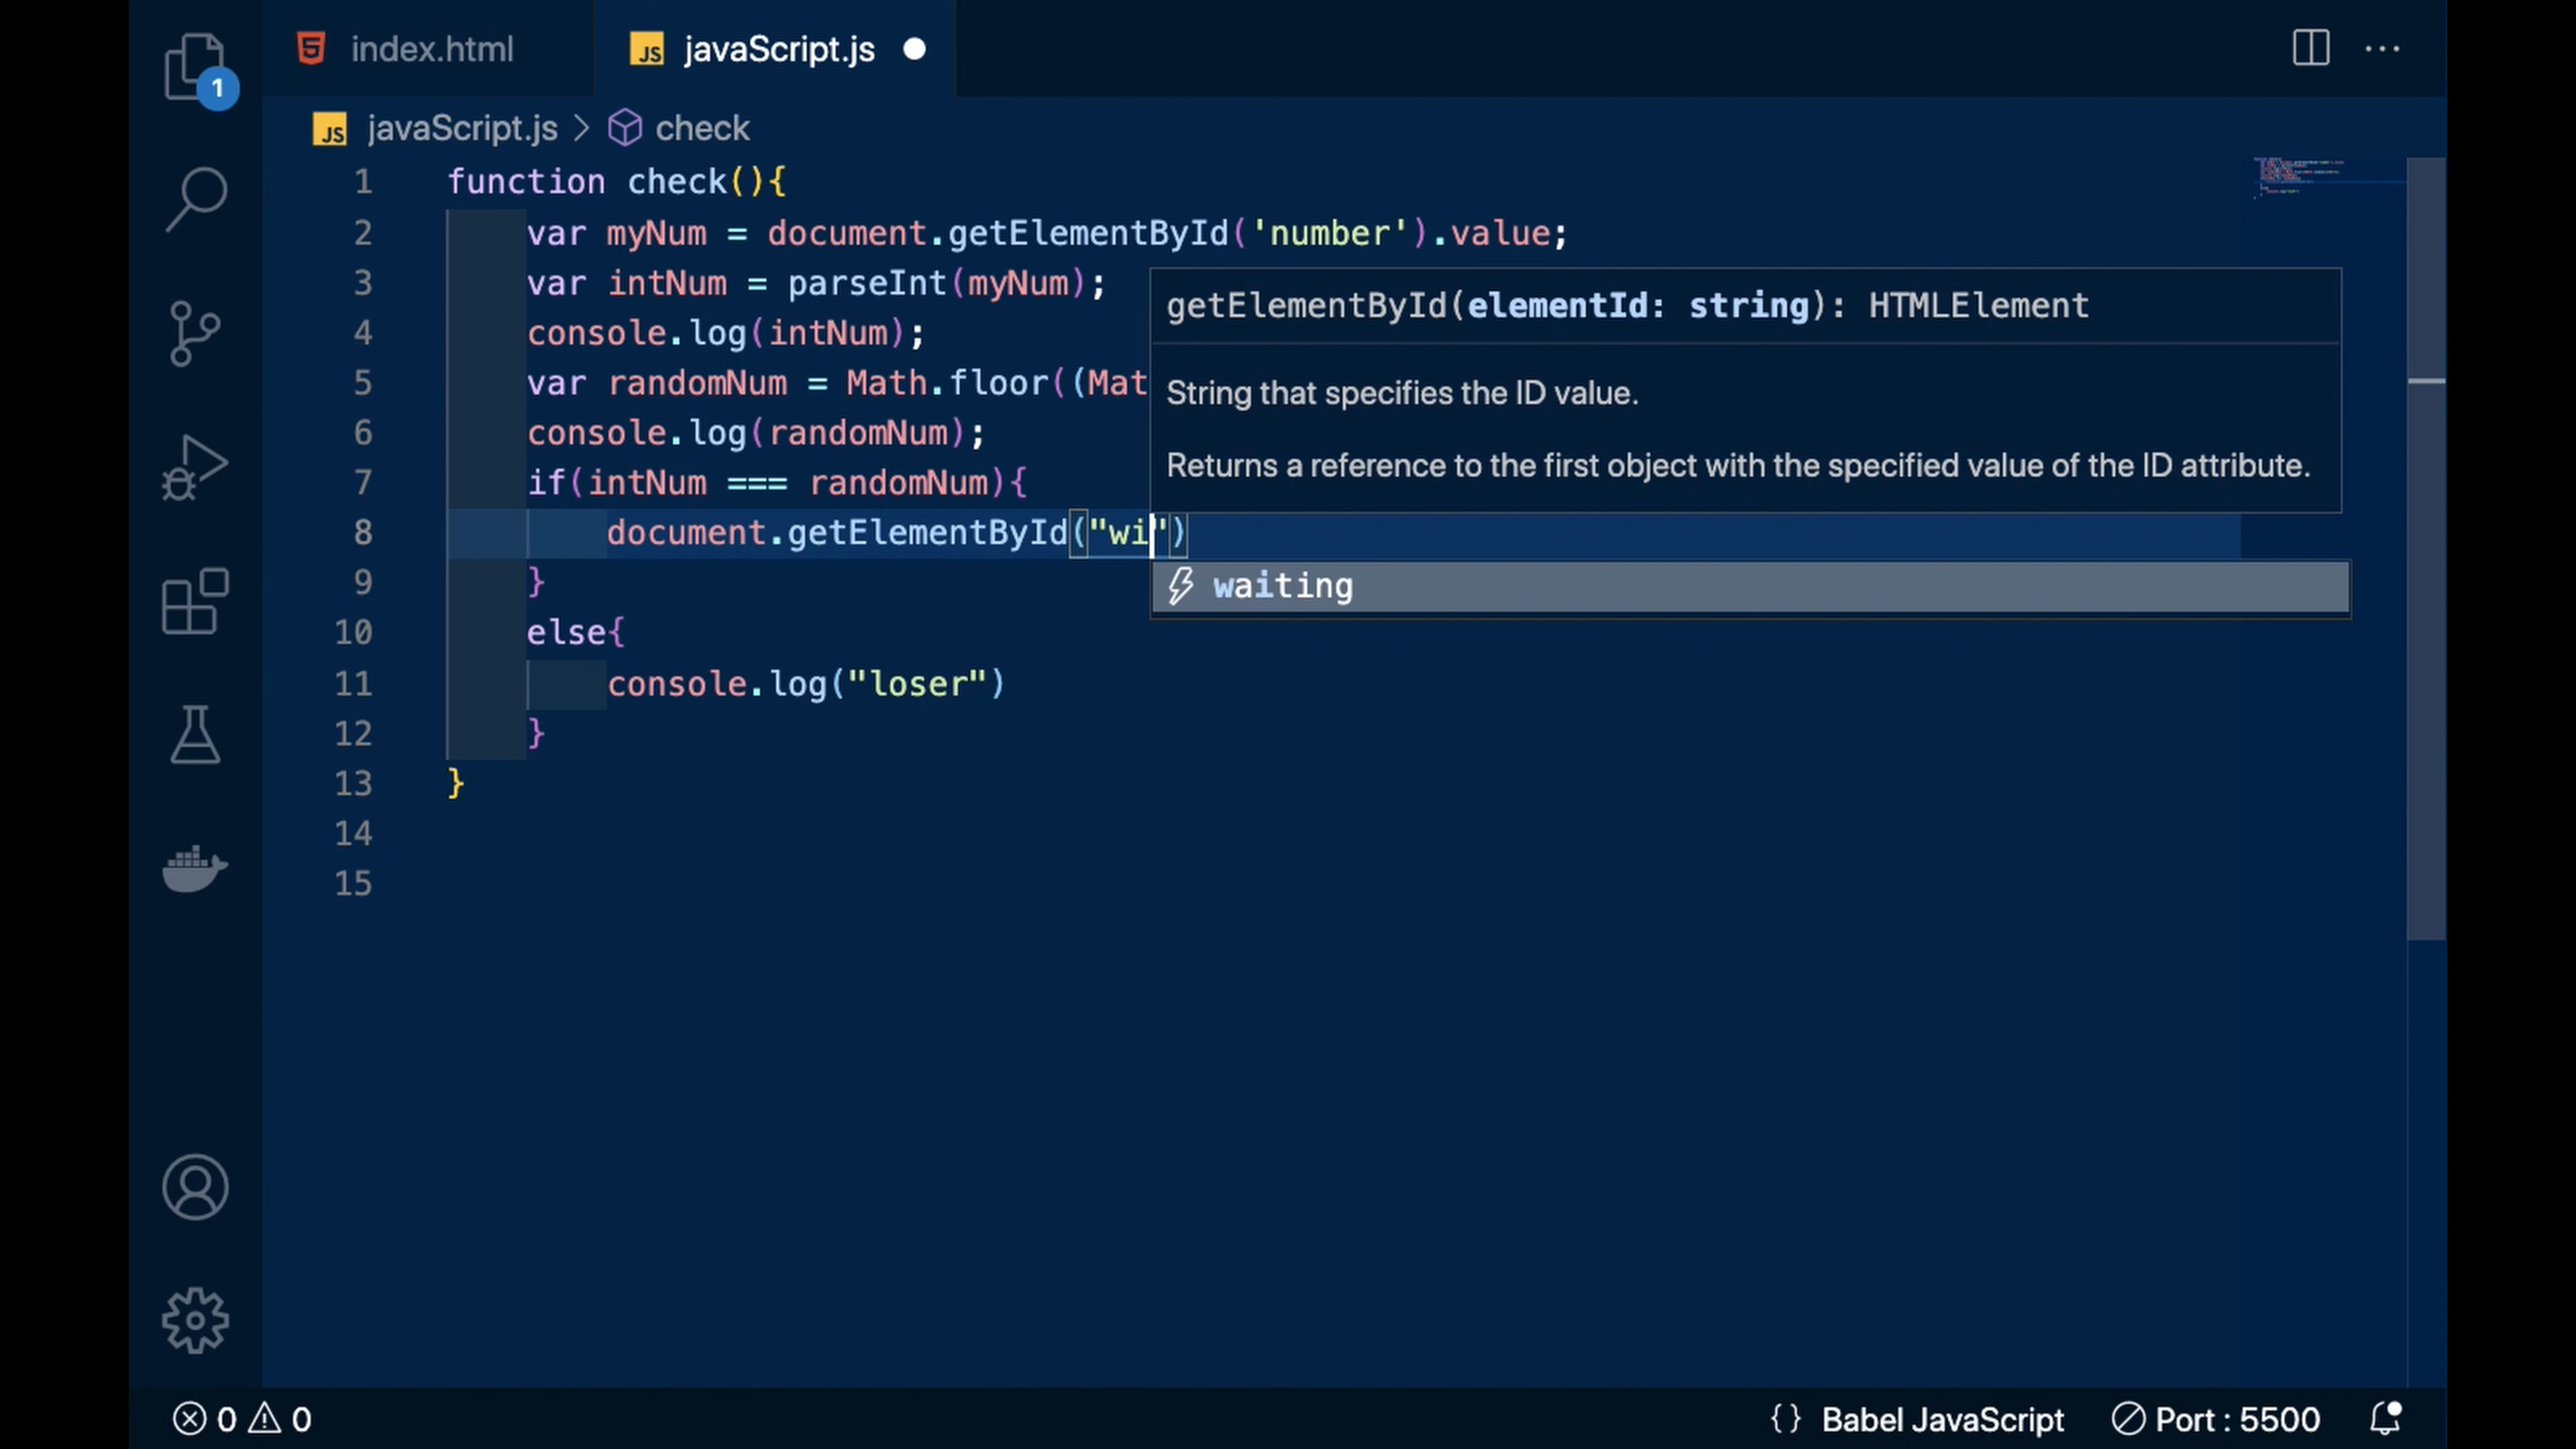 index.html
JS javaScript.js
1
JS javaScript.js > check
1 function check(){
2 var myNum = document.getElementById('number').value;
3 var intNum = parseInt(myNum);
getElementById(elementId: string): HTMLElement
4 console.log(intNum);
5 var randomNum = Math.floor((Mat
String that specifies the ID value.
6 console.log(randomNum);
Returns a reference to the first object with the specified value of the ID attribute.
7 if(intNum === randomNum){
8 document.getElementById("wi")
9 }
waiting
10 else{
11 console.log("loser")
12 }
13 }
14
15
0 0 {} Babel JavaScript Port : 5500